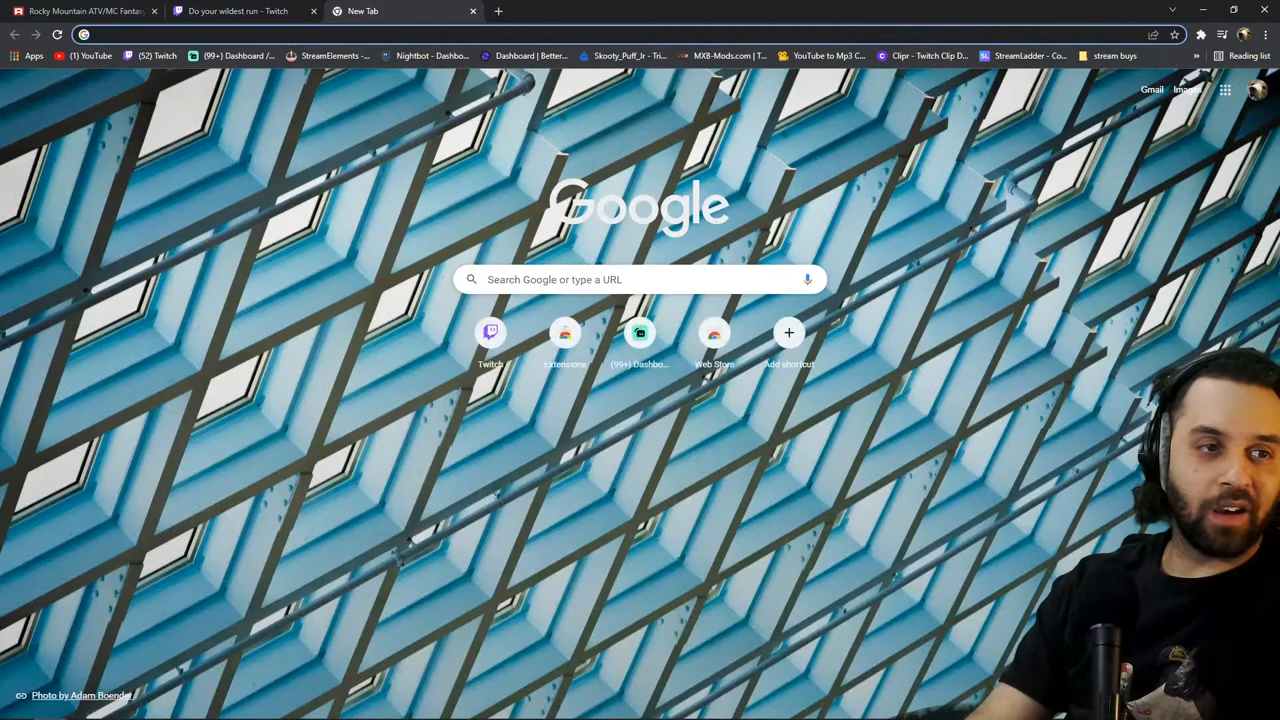 Rocky Mountain ATV/MC Fantas
Do your wildest run - Twitch
New Tab
Apps
(1) YouTube
(52) Twitch
(99+) Dashboard /...
StreamElements -...
Nightbot - Dashbo...
Dashboard | Better...
Skooty_Puff_Jr - Tri...
MXB-Mods.com | T...
YouTube to Mp3 C...
Clipr - Twitch Clip D...
SL
StreamLadder - Co...
stream buys
»
Reading list
Gmail
Images
Google
Search Google or type a URL
Twitch
Extensions
(99+) Dashbo...
Web Store
Add shortcut
Photo by Adam Boender